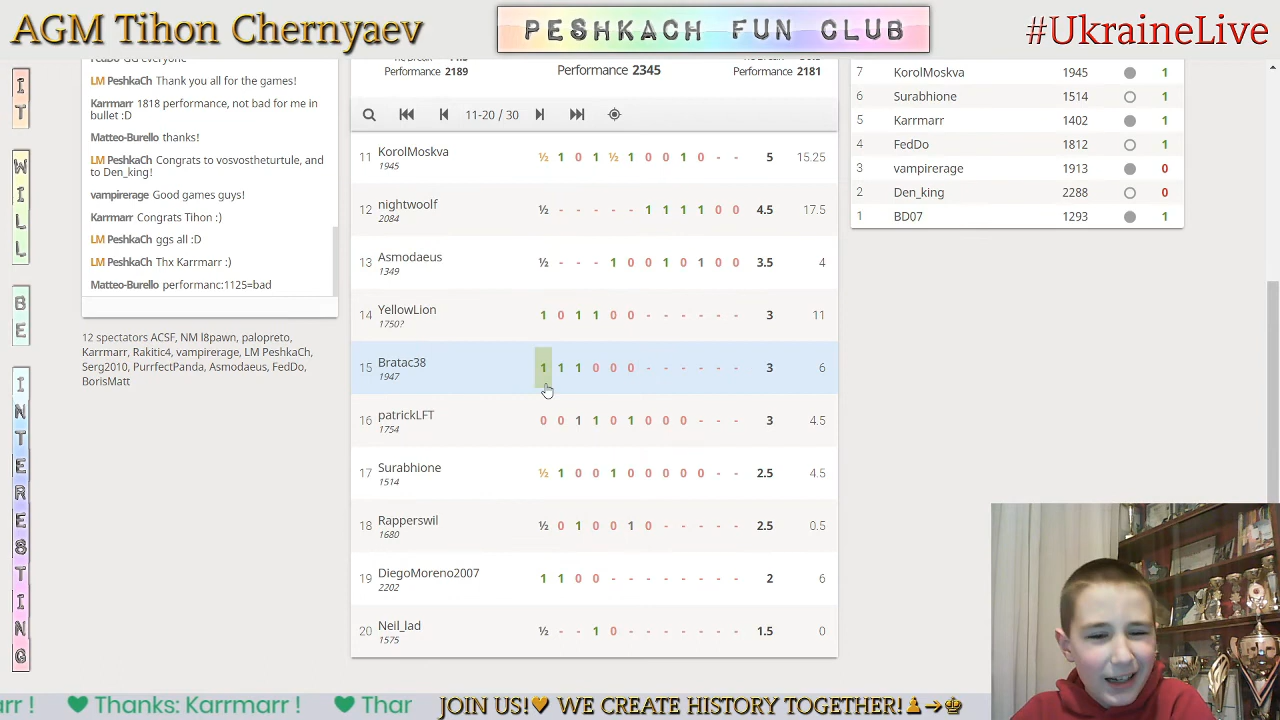 AGM Tihon Chernyaev
PESHKACH FUN CLUB
#UkraineLive
IT
WILL
BE
INTERESTING
FedDo GG everyone
LM PeshkaCh Thank you all for the games!
Karrmarr 1818 performance, not bad for me in
bullet :D
Matteo-Burello thanks!
LM PeshkaCh Congrats to vosvostheturtule, and
to Den_king!
vampirerage Good games guys!
Karrmarr Congrats Tihon :)
LM PeshkaCh ggs all :D
LM PeshkaCh Thx Karrmarr :)
Matteo-Burello performanc:1125=bad
12 spectators ACSF, NM l8pawn, palopreto,
Karrmarr, Rakitic4, vampirerage, LM PeshkaCh,
Serg2010, PurrfectPanda, Asmodaeus, FedDo,
BorisMatt
Performance 2189 Performance 2345 Performance 2181
11-20 / 30
11 KorolMoskva ½ 1 0 1 ½ 1 0 0 1 0 - - 5 15.25
1945
12 nightwoolf ½ - - - - - 1 1 1 1 0 0 4.5 17.5
2084
13 Asmodaeus ½ - - - 1 0 0 1 0 1 0 0 3.5 4
1349
14 YellowLion 1 0 1 1 0 0 - - - - - - 3 11
1750?
15 Bratac38 1 1 1 0 0 0 - - - - - - 3 6
1947
16 patrickLFT 0 0 1 1 0 1 0 0 0 - - - 3 4.5
1754
17 Surabhione ½ 1 0 0 1 0 0 0 0 0 - - 2.5 4.5
1514
18 Rapperswil ½ 0 1 0 0 1 0 - - - - - 2.5 0.5
1680
19 DiegoMoreno2007 1 1 0 0 - - - - - - - - 2 6
2202
20 Neil_lad ½ - - 1 0 - - - - - - - 1.5 0
1575
7 KorolMoskva 1945 1
6 Surabhione 1514 1
5 Karrmarr 1402 1
4 FedDo 1812 1
3 vampirerage 1913 0
2 Den_king 2288 0
1 BD07 1293 1
arr ! Thanks: Karrmarr ! Thar
JOIN US! WE CREATE HISTORY TOGETHER!